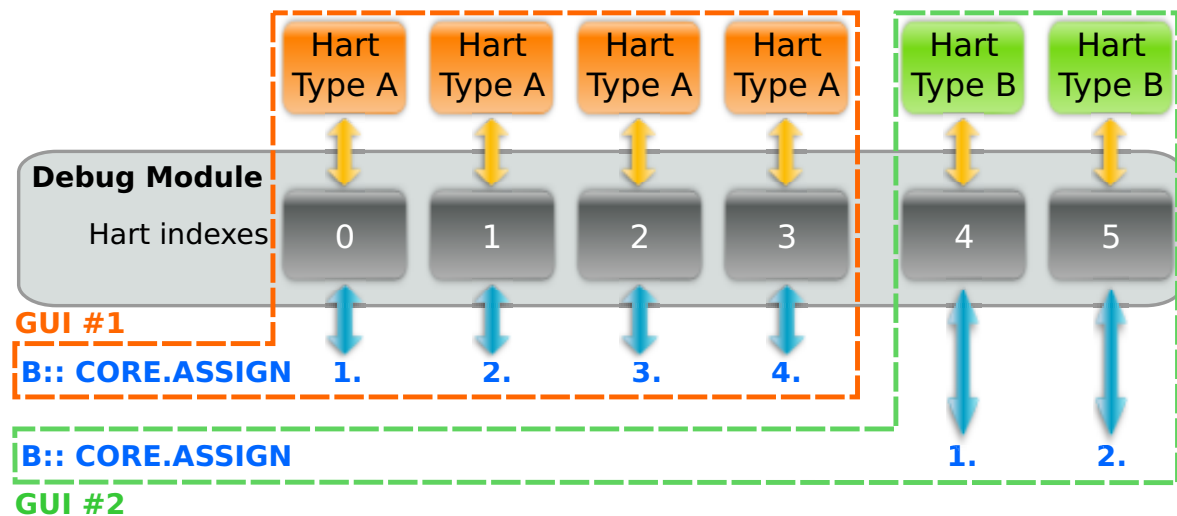 Hart Type A
Hart Type A
Hart Type A
Hart Type A
Hart Type B
Hart Type B
Debug Module
Hart indexes 0 1 2 3 4 5
GUI #1
B:: CORE.ASSIGN 1. 2. 3. 4.
B:: CORE.ASSIGN 1. 2.
GUI #2